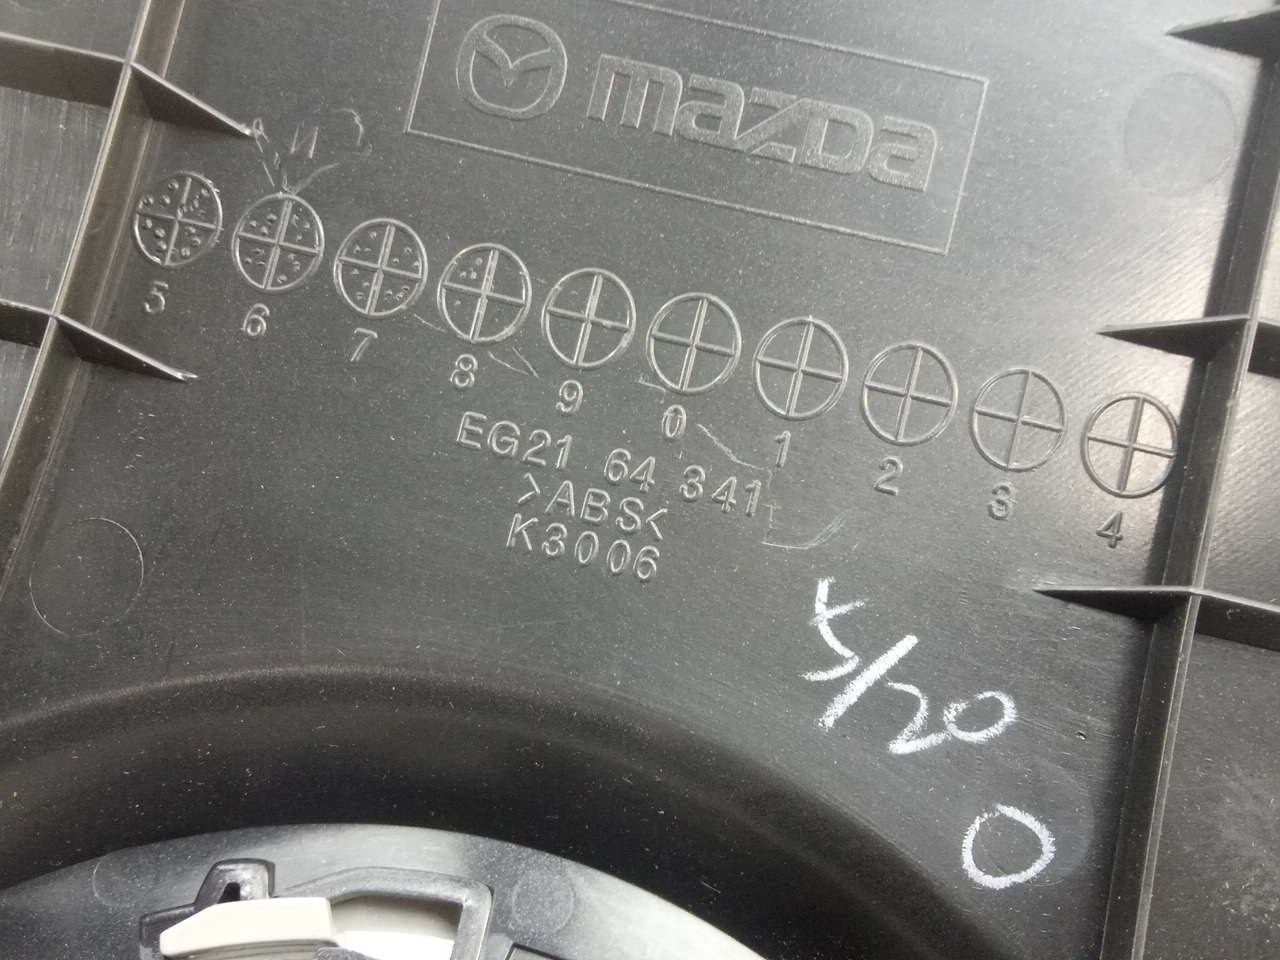 mazda
5 6 7 8 9 0 1 2 3 4
EG21 64 341
>ABS<
K3006
5/20
0